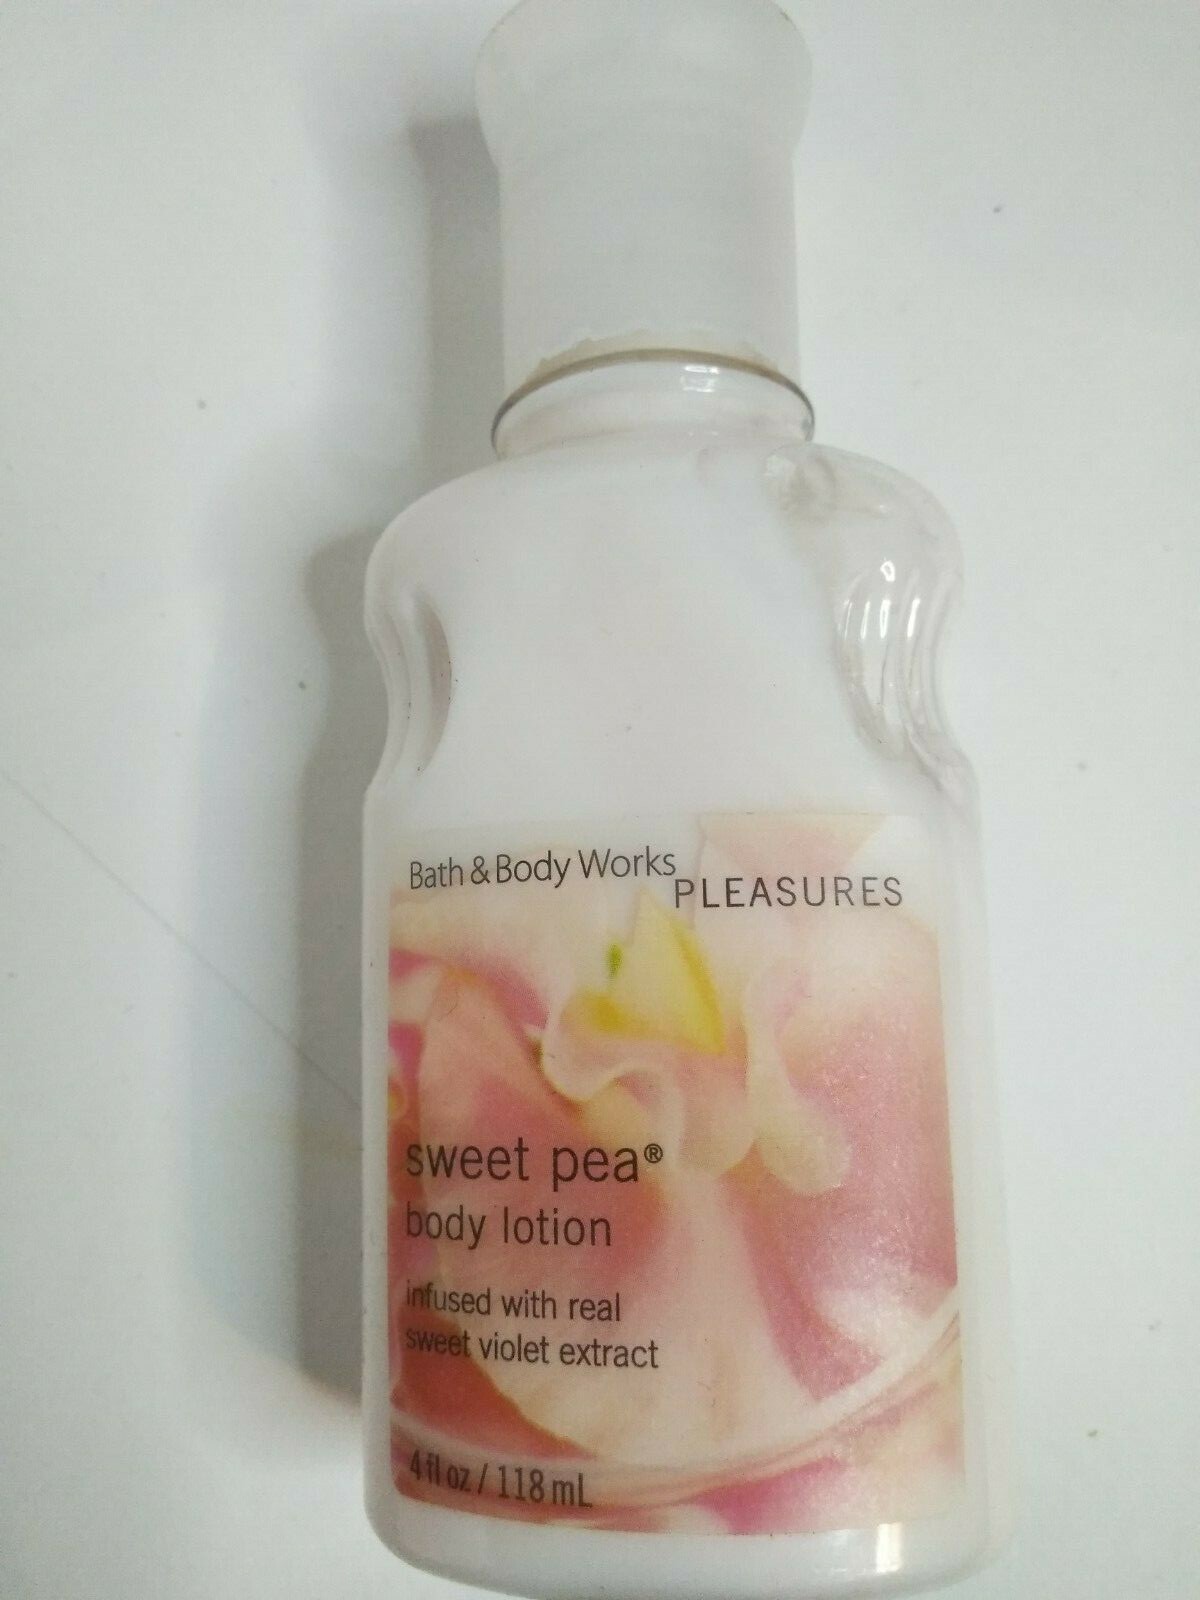 Bath & Body Works
PLEASURES
sweet pea®
body lotion
infused with real
sweet violet extract
4 fl oz / 118 mL